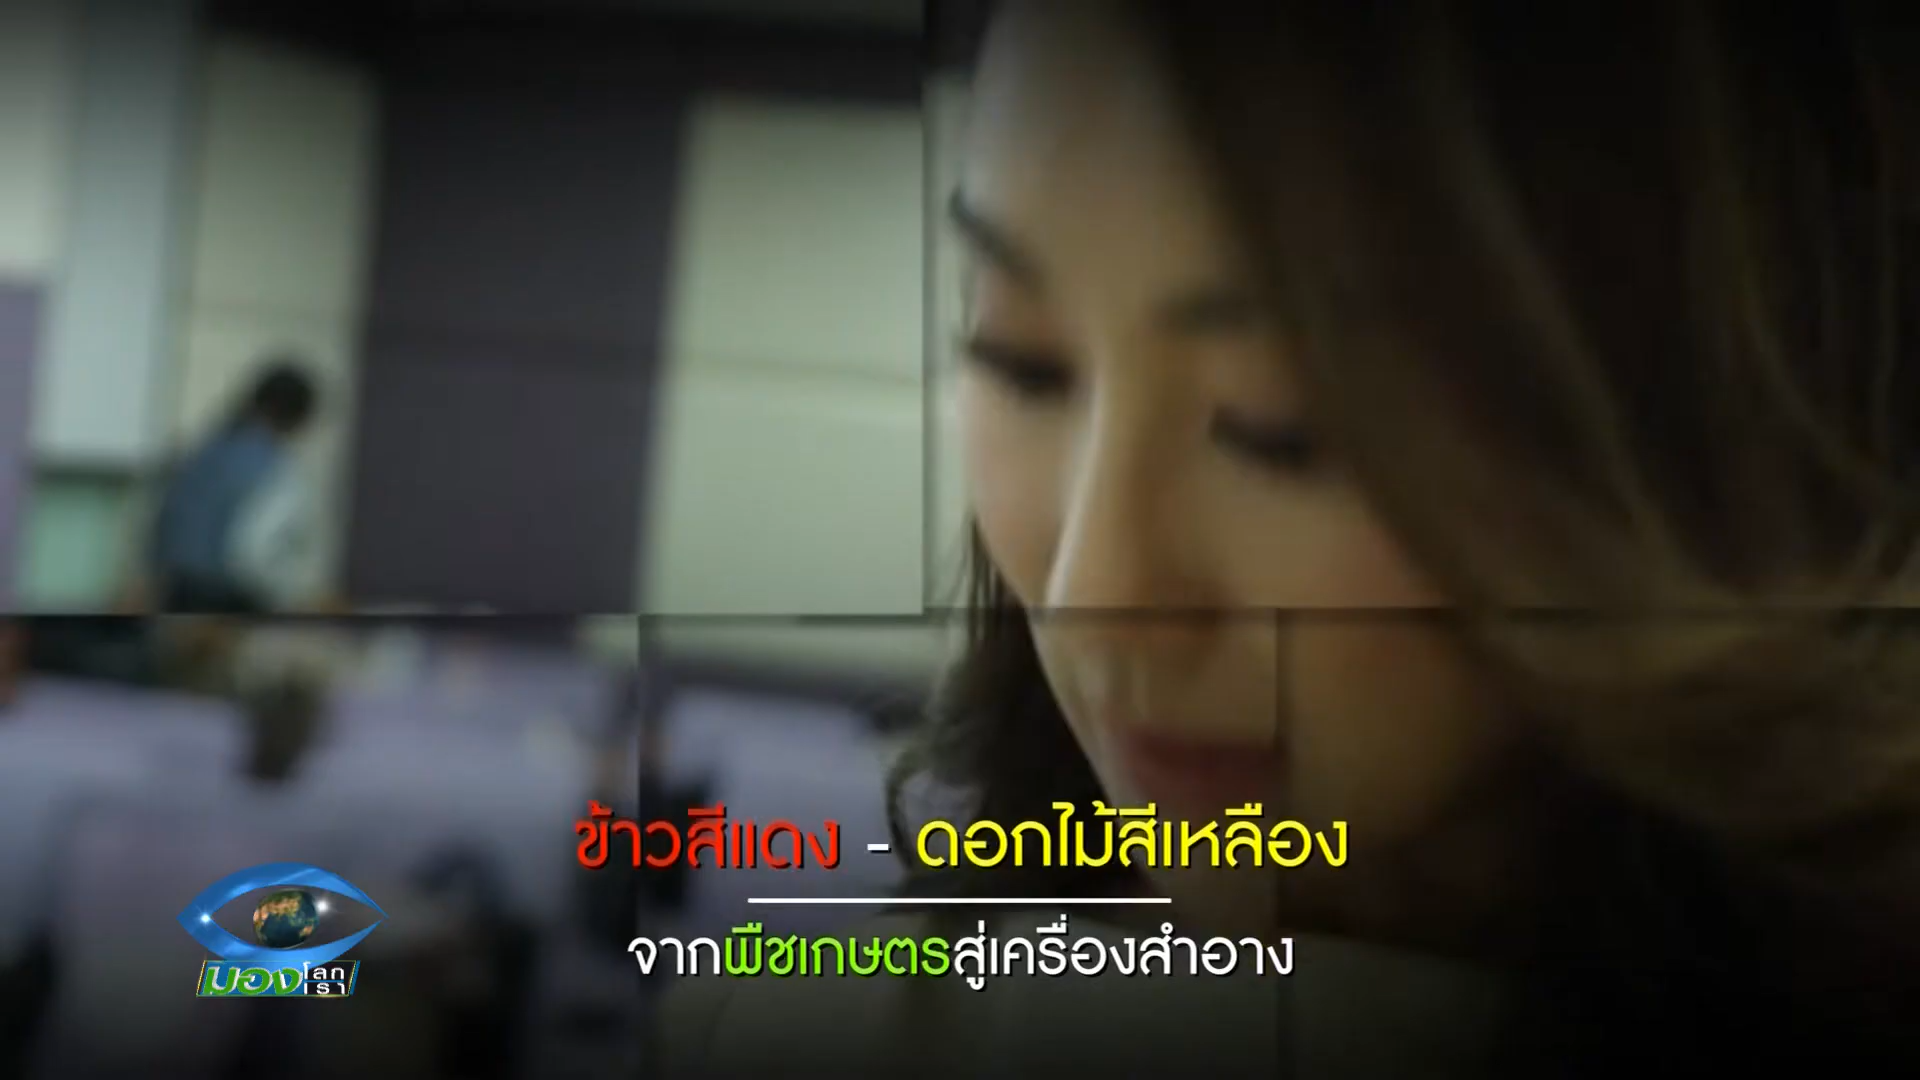 ข้าวสีแดง - ดอกไม้สีเหลือง
จากพืชเกษตรสู่เครื่องสำอาง
มองโลก
เรา